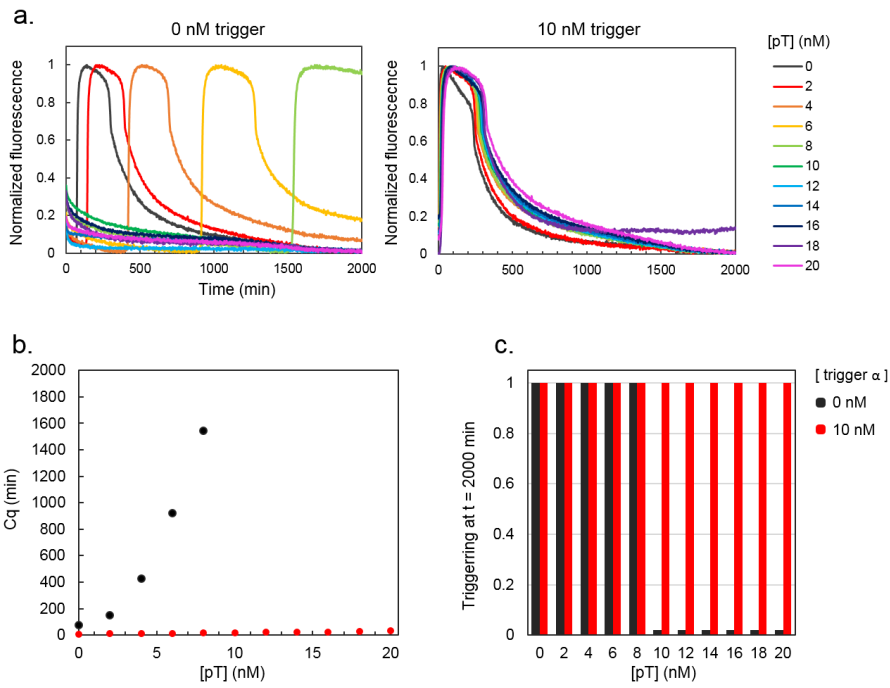 a.
0 nM trigger
10 nM trigger
[pT] (nM)
Normalized fluorescecnce
1
0.8
0.6
0.4
0.2
0
0 500 1000 1500 2000
Time (min)
Normalized fluorescence
1
0.8
0.6
0.4
0.2
0
0 500 1000 1500 2000
0
2
4
6
8
10
12
14
16
18
20
b.
Cq (min)
2000
1800
1600
1400
1200
1000
800
600
400
200
0
0 5 10 15 20
[pT] (nM)
c.
Triggerring at t = 2000 min
1
0.8
0.6
0.4
0.2
0
0 2 4 6 8 10 12 14 16 18 20
[pT] (nM)
[ trigger α ]
0 nM
10 nM